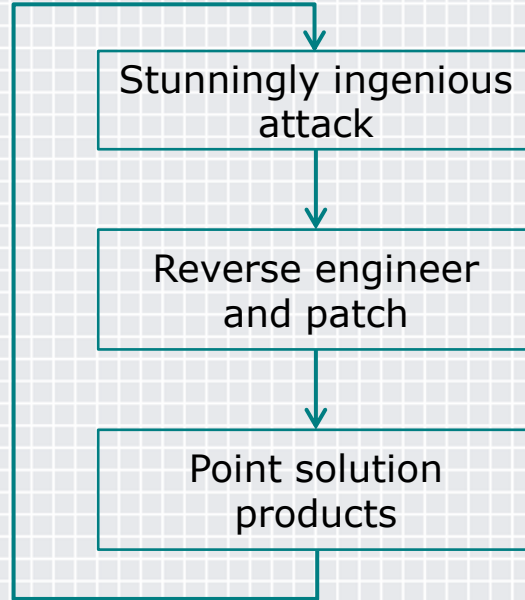 Stunningly ingenious
attack
Reverse engineer
and patch
Point solution
products